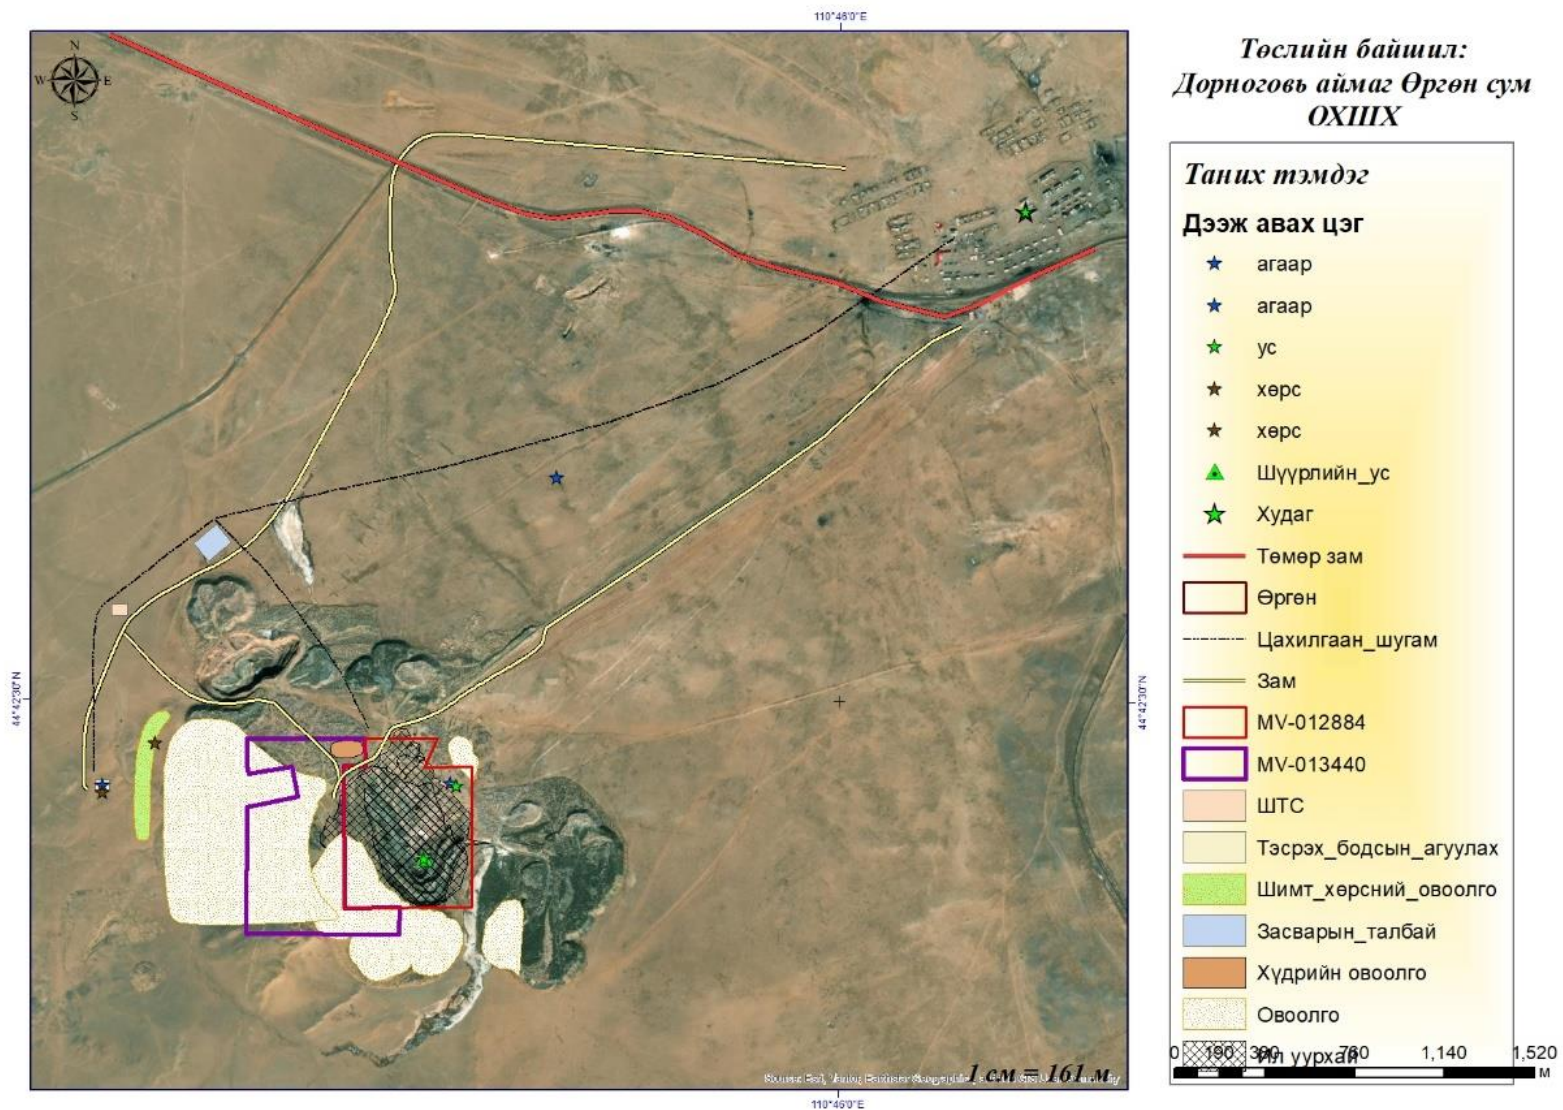 110°46'0"E
N
W
E
S
44°42'30"N
44°42'30"N
1 см = 161 м
110°46'0"E
Төслийн байшил:
Дорноговь аймаг Өргөн сум
ОХШХ
Таних тэмдэг
Дээж авах цэг
агаар
агаар
ус
хөрс
хөрс
Шүүрлийн_ус
Худаг
Төмөр зам
Өргөн
Цахилгаан_шугам
Зам
MV-012884
MV-013440
ШТС
Тэсрэх_бодсын_агуулах
Шимт_хөрсний_овоолго
Засварын_талбай
Хүдрийн овоолго
Овоолго
Ил уурхай
0 190 380 760 1,140 1,520
М